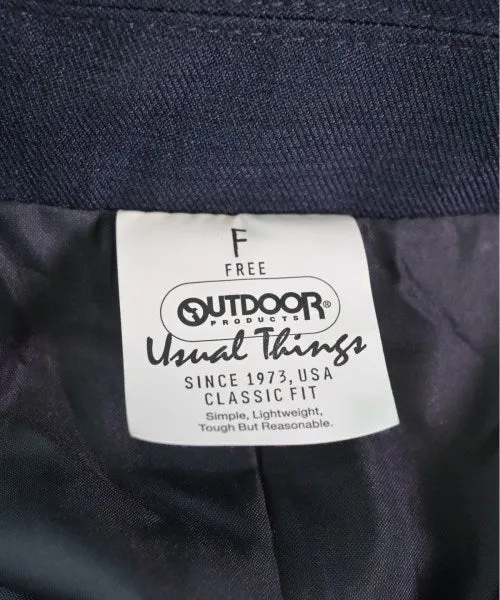 F
FREE
OUTDOOR®
PRODUCTS
Usual Things
SINCE 1973, USA
CLASSIC FIT
Simple, Lightweight,
Tough But Reasonable.